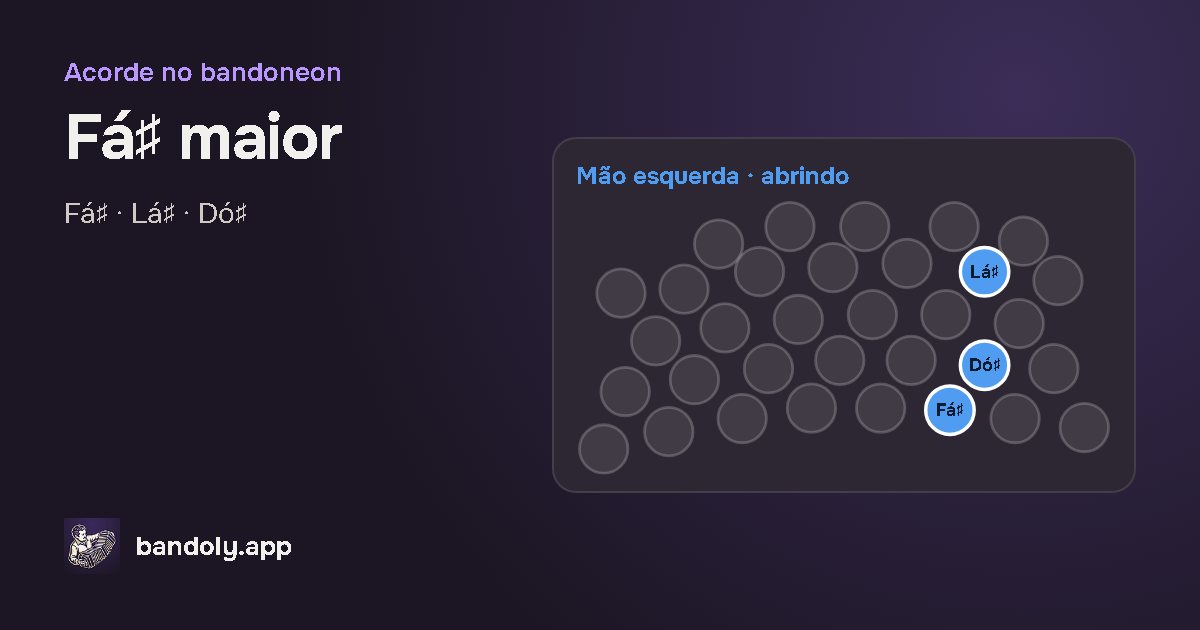 Acorde no bandoneon
Fá♯ maior
Fá♯ · Lá♯ · Dó♯
Mão esquerda · abrindo
Lá♯
Dó♯
Fá♯
bandoly.app